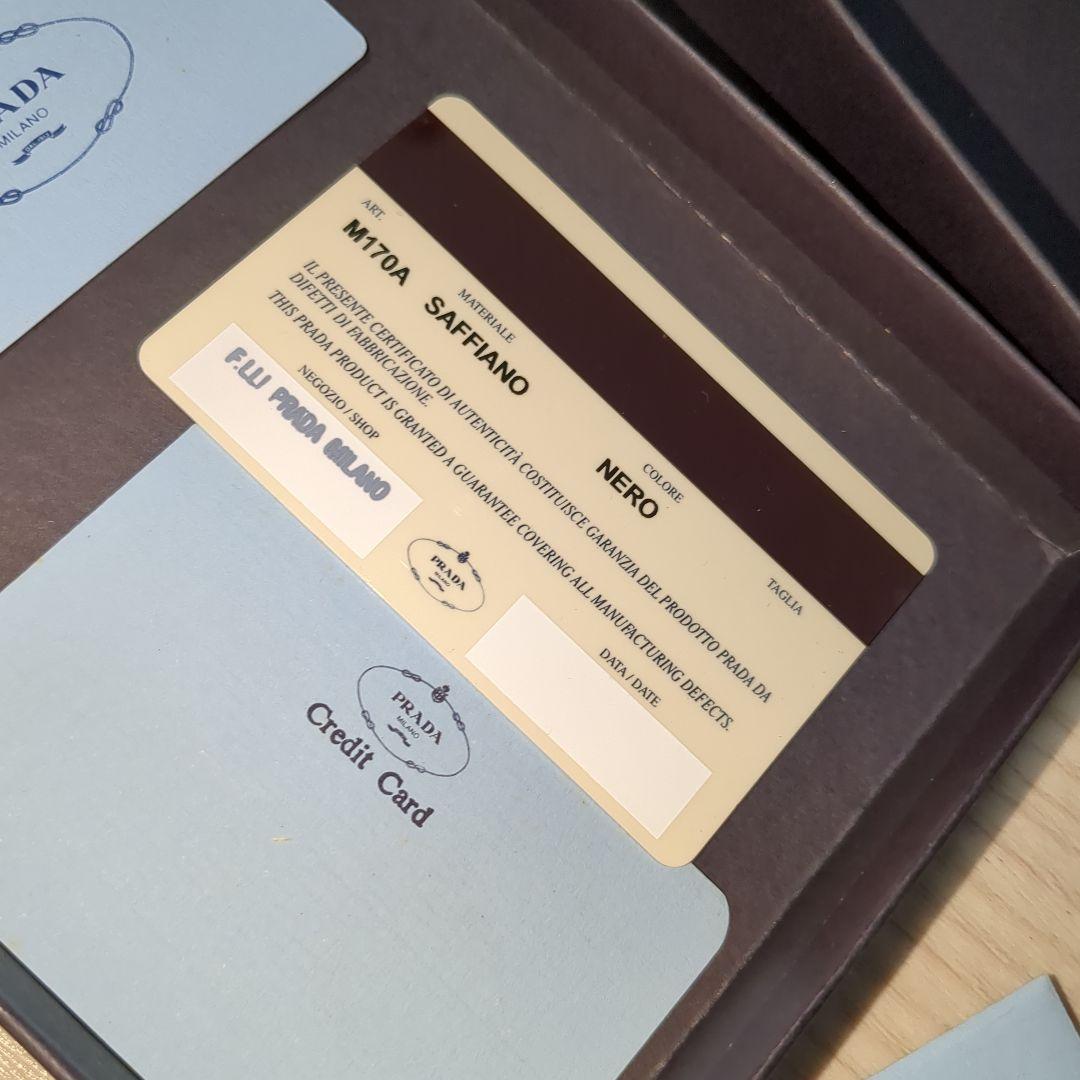 PRADA
MILANO
ART.
M170A
MATERIALE
SAFFIANO
COLORE
NERO
TAGLIA
IL PRESENTE CERTIFICATO DI AUTENTICITÀ COSTITUISCE GARANZIA DEL PRODOTTO PRADA DA
DIFETTI DI FABBRICAZIONE.
THIS PRADA PRODUCT IS GRANTED A GUARANTEE COVERING ALL MANUFACTURING DEFECTS.
NEGOZIO / SHOP
F.LLI PRADA MILANO
PRADA
MILANO
DATA / DATE
PRADA
MILANO
Credit Card